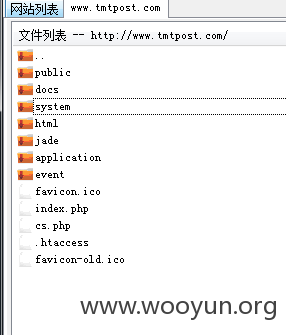 网站列表 www.tmtpost.com
文件列表 -- http://www.tmtpost.com/
..
public
docs
system
html
jade
application
event
favicon.ico
index.php
cs.php
.htaccess
favicon-old.ico
www.wooyun.org